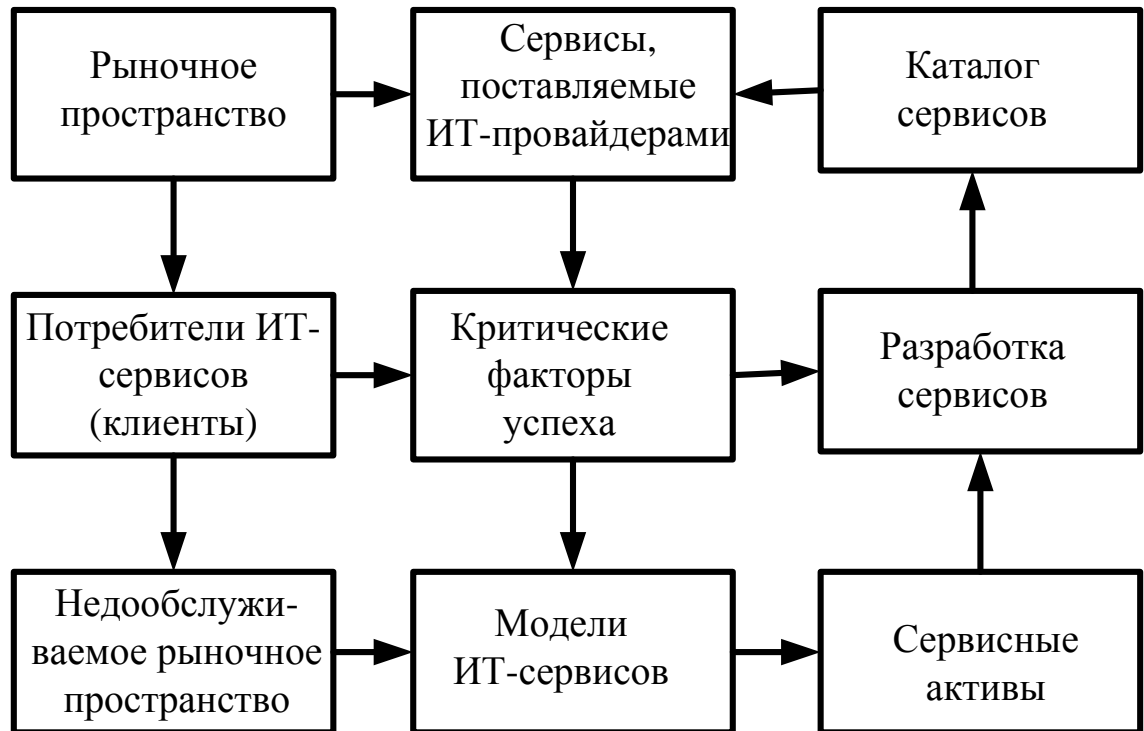 Рыночное
пространство
Сервисы,
поставляемые
ИТ-провайдерами
Каталог
сервисов
Потребители ИТ-
сервисов
(клиенты)
Критические
факторы
успеха
Разработка
сервисов
Недообслужи-
ваемое рыночное
пространство
Модели
ИТ-сервисов
Сервисные
активы